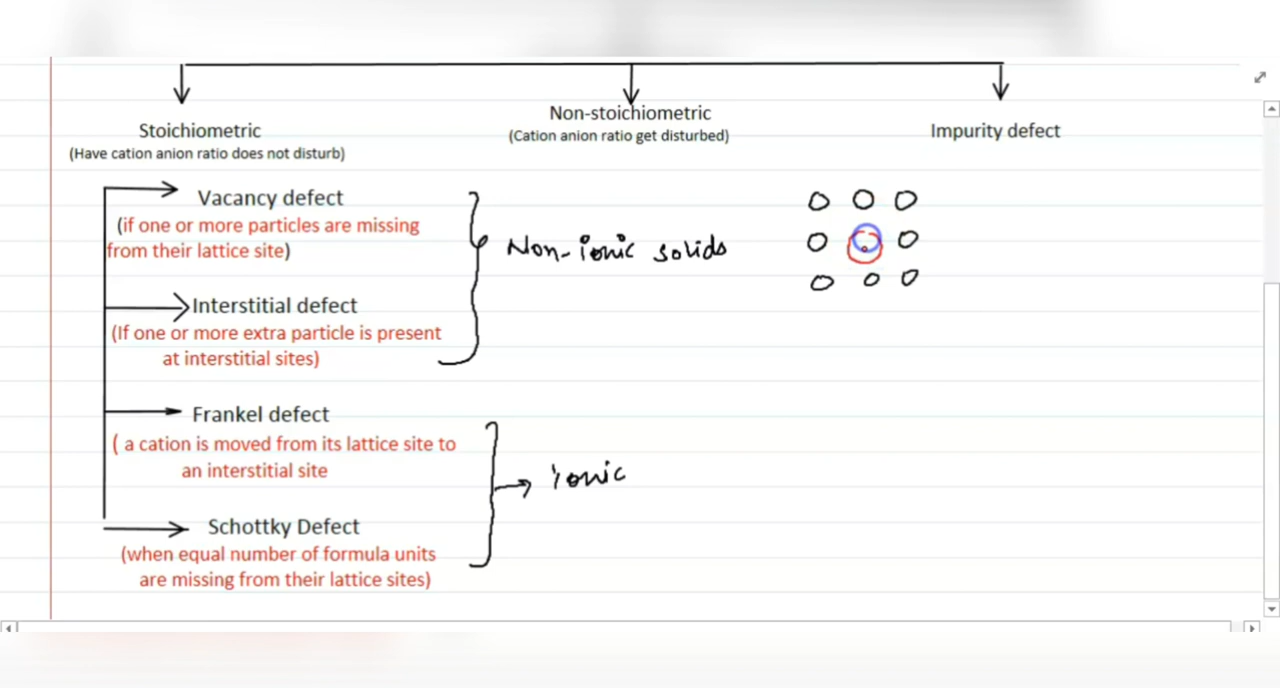 Stoichiometric
(Have cation anion ratio does not disturb)
Non-stoichiometric
(Cation anion ratio get disturbed)
Impurity defect
Vacancy defect
(if one or more particles are missing
from their lattice site)
Non-ionic solids
Interstitial defect
(If one or more extra particle is present
at interstitial sites)
Frankel defect
( a cation is moved from its lattice site to
an interstitial site
ionic
Schottky Defect
(when equal number of formula units
are missing from their lattice sites)